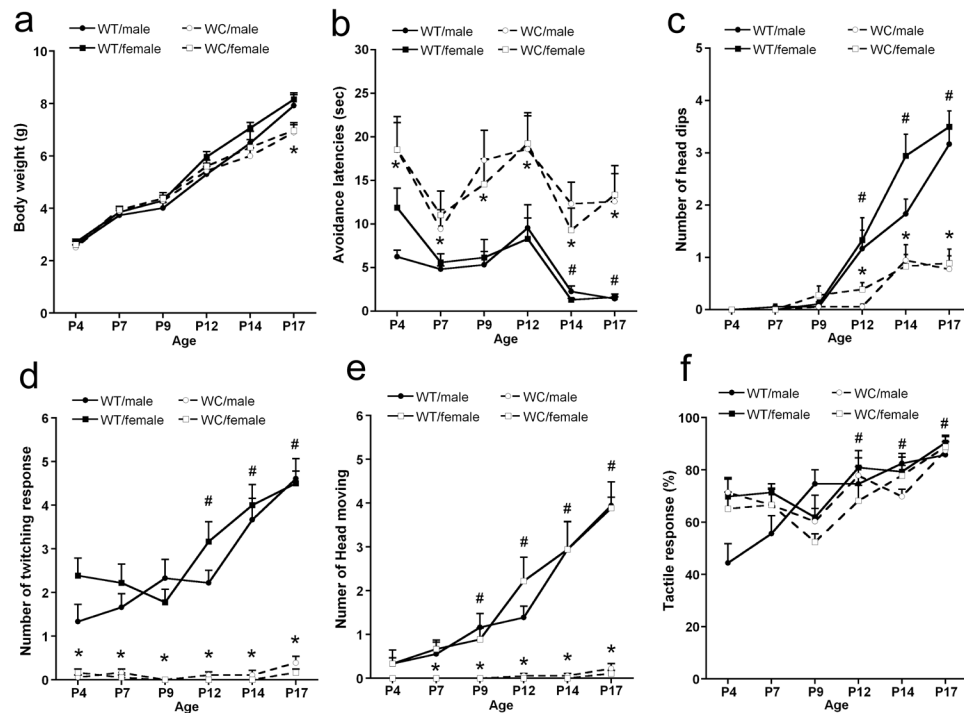 a
WT/male WC/male
WT/female WC/female
Body weight (g)
10
8
6
4
2
0
*
P4 P7 P9 P12 P14 P17
Age
b
WT/male WC/male
WT/female WC/female
Avoidance latencies (sec)
30
25
20
15
10
5
0
* * * * * *
# #
P4 P7 P9 P12 P14 P17
Age
c
WT/male WC/male
WT/female WC/female
Number of head dips
5
4
3
2
1
0
# # #
* * *
P4 P7 P9 P12 P14 P17
Age
d
WT/male WC/male
WT/female WC/female
Number of twitching response
6
5
4
3
2
1
0
# # #
* * * * * *
P4 P7 P9 P12 P14 P17
Age
e
WT/male WC/male
WT/female WC/female
Numer of Head moving
6
5
4
3
2
1
0
# # # #
* * * * *
P4 P7 P9 P12 P14 P17
Age
f
WT/male WC/male
WT/female WC/female
Tactile response (%)
100
80
60
40
20
0
# # #
P4 P7 P9 P12 P14 P17
Age